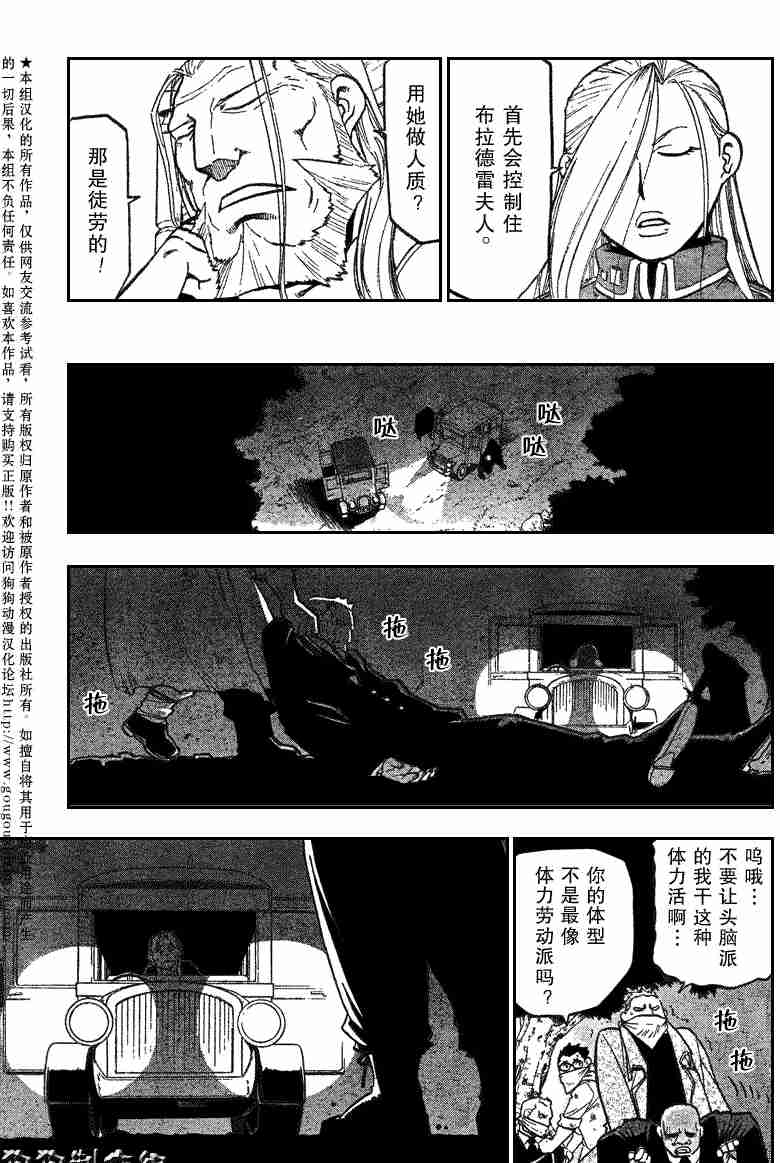 首先会控制住
布拉德雷夫人。
用她做人质？
那是徒劳的！
哒
哒
哒
拖
拖
拖
呜哦…
不要让头脑派
的我干这种
体力活啊…
你的体型
不是最像
体力劳动
派吗？
拖
拖
★本组汉化的所有作品，仅供网友交流参考试看，所有版权归原作者和被原作者授权的出版社所有。如擅自将其用于
的一切后果，本组不负任何责任。如喜欢本作品，请支持购买正版!!欢迎访问狗狗动漫汉化论坛http://www.gougou